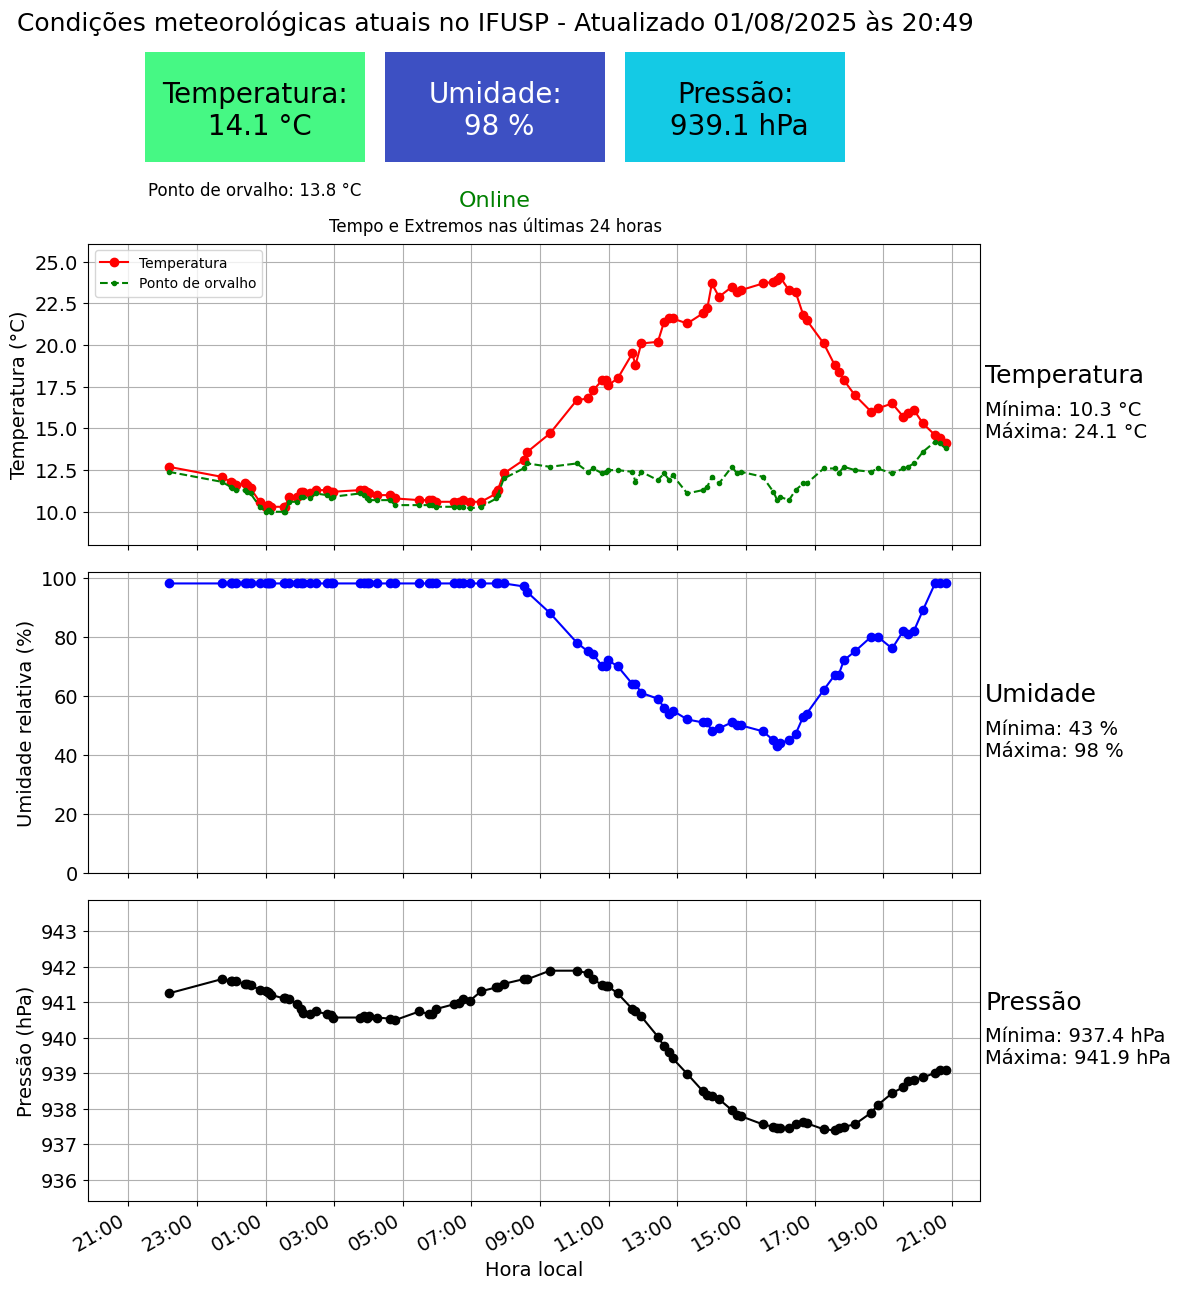 Condições meteorológicas atuais no IFUSP - Atualizado 01/08/2025 às 20:49
Temperatura:
14.1 °C
Umidade:
98 %
Pressão:
939.1 hPa
Ponto de orvalho: 13.8 °C
Online
Tempo e Extremos nas últimas 24 horas
Temperatura
Ponto de orvalho
Temperatura (°C)
25.0
22.5
20.0
17.5
15.0
12.5
10.0
Temperatura
Mínima: 10.3 °C
Máxima: 24.1 °C
Umidade relativa (%)
100
80
60
40
20
0
Umidade
Mínima: 43 %
Máxima: 98 %
Pressão (hPa)
943
942
941
940
939
938
937
936
Pressão
Mínima: 937.4 hPa
Máxima: 941.9 hPa
21:00
23:00
01:00
03:00
05:00
07:00
09:00
11:00
13:00
15:00
17:00
19:00
21:00
Hora local